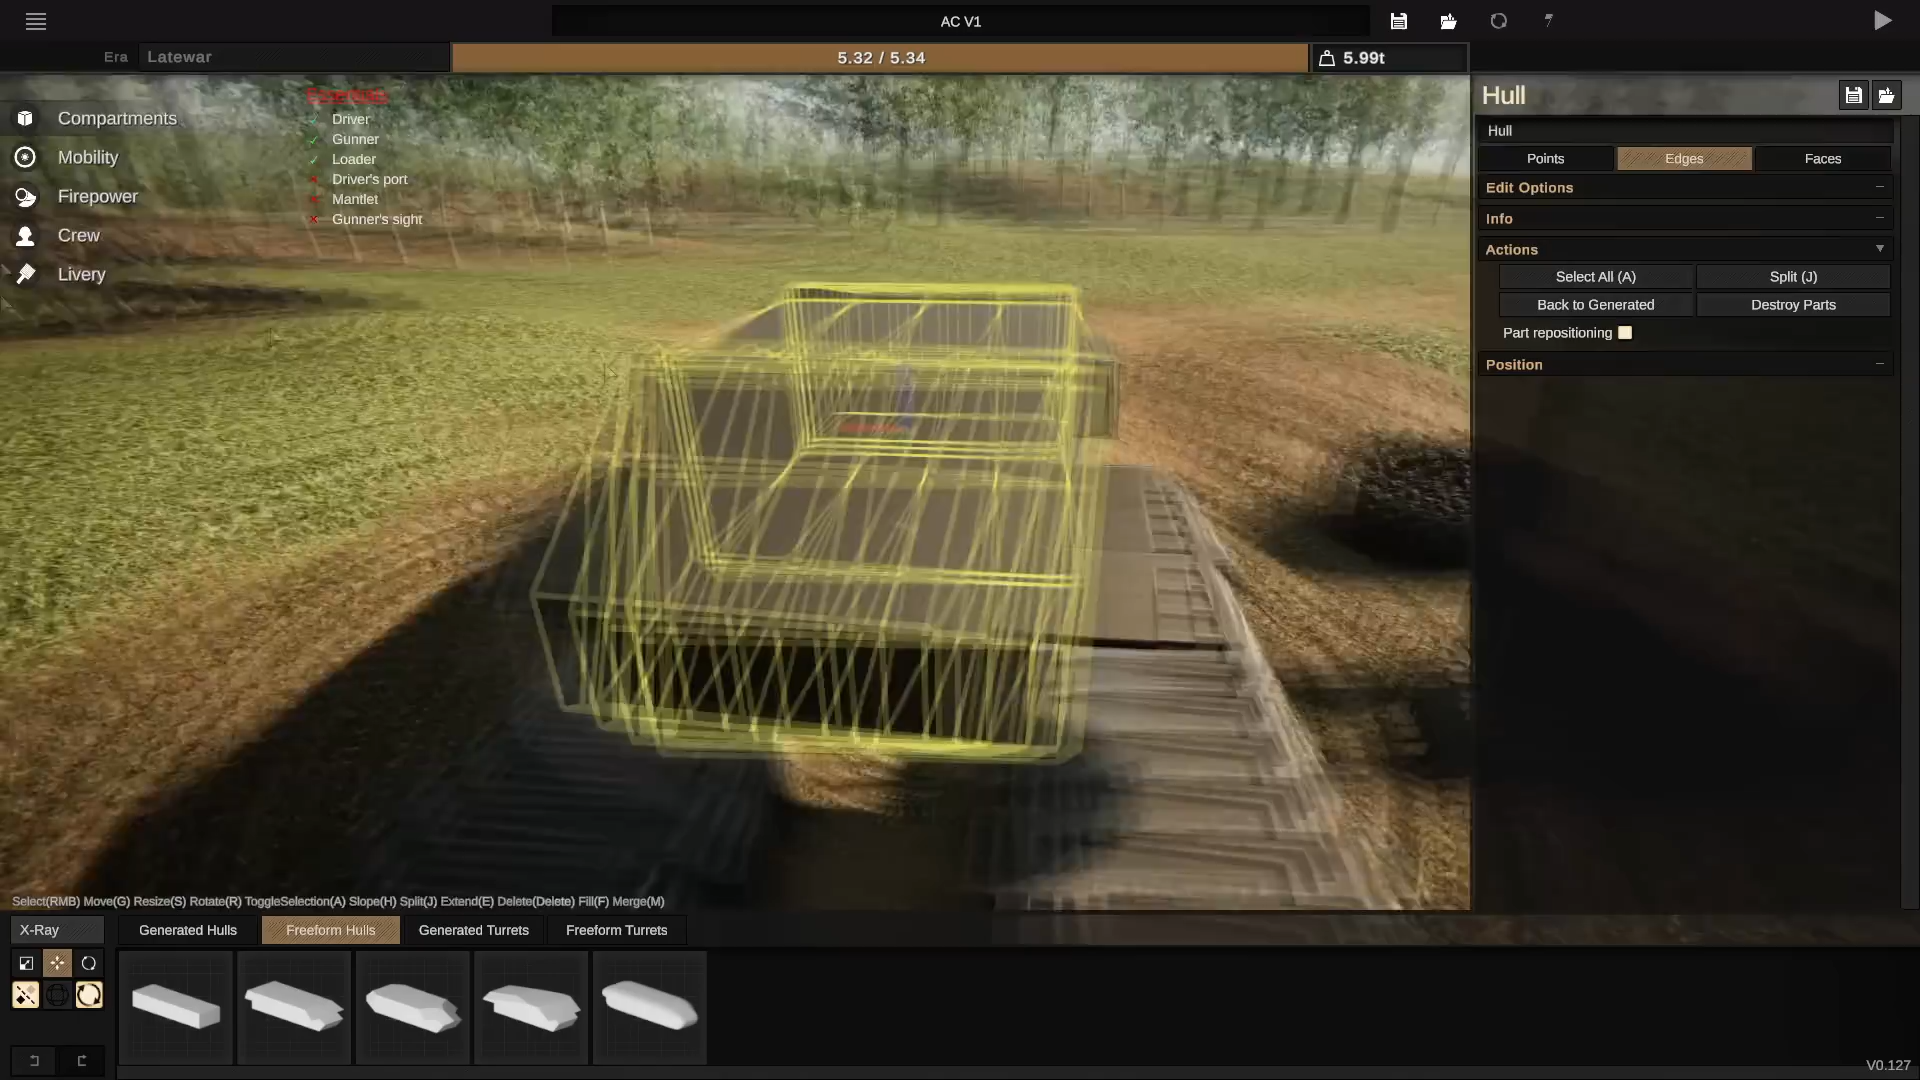 AC V1
Era
Latewar
5.32 / 5.34
5.99t
Compartments
Mobility
Firepower
Crew
Livery
Essentials
Driver
Gunner
Loader
Driver's port
Mantlet
Gunner's sight
Hull
Hull
Points
Edges
Faces
Edit Options
Info
Actions
Select All (A)
Split (J)
Back to Generated
Destroy Parts
Part repositioning
Position
Select(RMB) Move(G) Resize(S) Rotate(R) ToggleSelection(A) Slope(H) Split(J) Extend(E) Delete(Delete) Fill(F) Merge(M)
X-Ray
Generated Hulls
Freeform Hulls
Generated Turrets
Freeform Turrets
V0.127